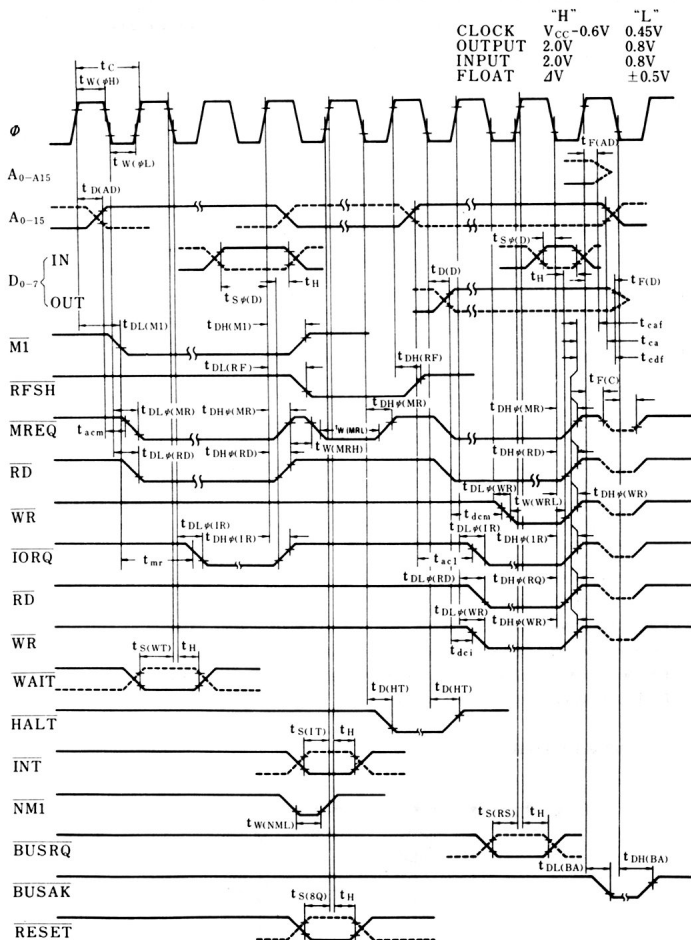 "H" "L"
CLOCK VCC-0.6V 0.45V
OUTPUT 2.0V 0.8V
INPUT 2.0V 0.8V
FLOAT ΔV ±0.5V
tC
tW(φH)
Φ
tW(φL)
tF(AD)
A0-A15
tD(AD)
A0-15
IN
tSφ(D)
tH
tSφ(D)
tH
D0-7
tD(D)
tF(D)
OUT
tDL(M1)
tDH(M1)
tcaf
M1
tca
tDL(RF)
tDH(RF)
tcdf
RFSH
tF(C)
tDLφ(MR)
tDHφ(MR)
tDHφ(MR)
tDHφ(MR)
MREQ
tacm
tW(MRL)
tDLφ(RD)
tDHφ(RD)
tW(MRH)
tDHφ(RD)
RD
tDLφ(WR)
tW(WRL)
tDHφ(WR)
WR
tdcm
tDLφ(IR)
tDHφ(IR)
tDLφ(IR)
tDHφ(IR)
IORQ
tmr
tac1
tDLφ(RD)
tDHφ(RQ)
RD
tDLφ(WR)
tDHφ(WR)
WR
tdci
tS(WT)
tH
WAIT
tD(HT)
tD(HT)
HALT
tS(IT)
tH
INT
NM1
tW(NML)
tS(RS)
tH
BUSRQ
tDL(BA)
tDH(BA)
BUSAK
tS(8Q)
tH
RESET